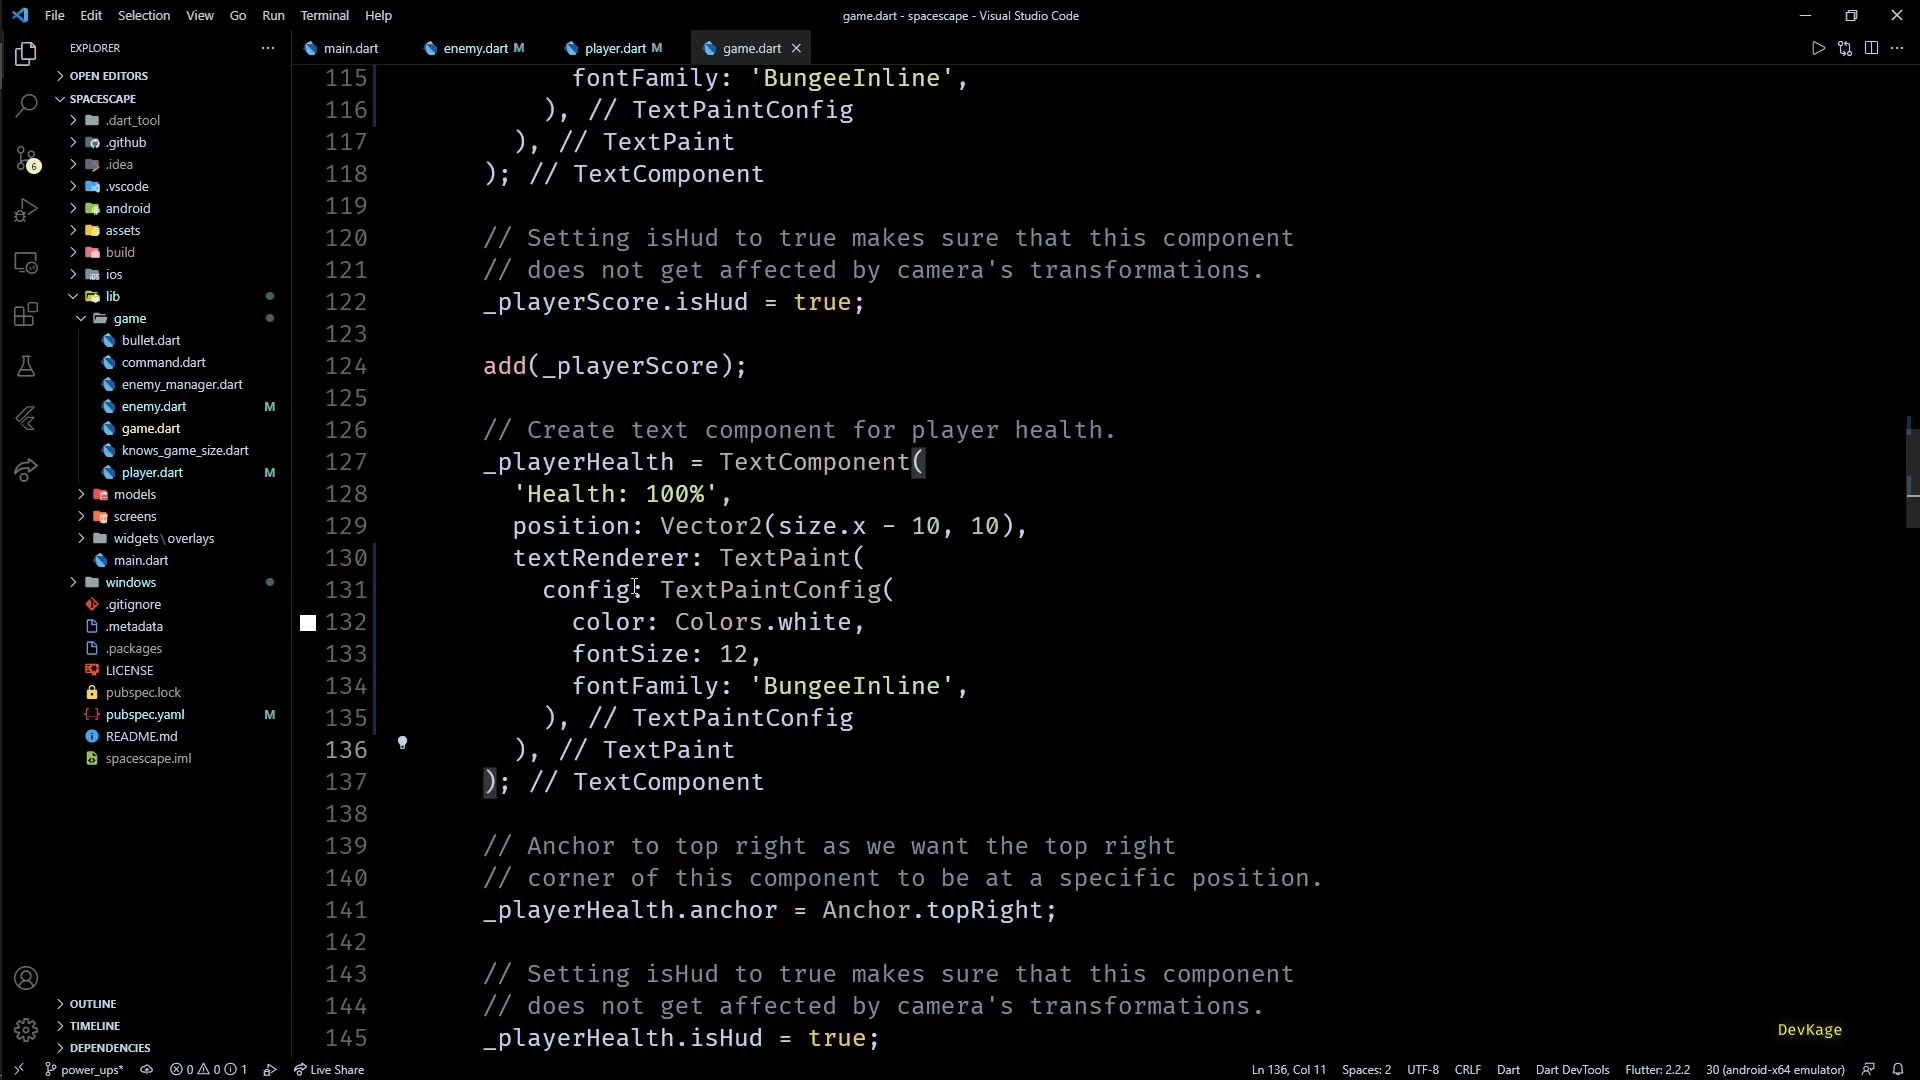 File Edit Selection View Go Run Terminal Help
game.dart - spacescape - Visual Studio Code
EXPLORER
main.dart
enemy.dart M
player.dart M
game.dart
OPEN EDITORS
SPACESCAPE
.dart_tool
.github
.idea
.vscode
android
assets
build
ios
lib
game
bullet.dart
command.dart
enemy_manager.dart
enemy.dart M
game.dart
knows_game_size.dart
player.dart M
models
screens
widgets\overlays
main.dart
windows
.gitignore
.metadata
.packages
LICENSE
pubspec.lock
pubspec.yaml M
README.md
spacescape.iml
OUTLINE
TIMELINE
DEPENDENCIES
6
115 fontFamily: 'BungeeInline',
116 ), // TextPaintConfig
117 ), // TextPaint
118 ); // TextComponent
119
120 // Setting isHud to true makes sure that this component
121 // does not get affected by camera's transformations.
122 _playerScore.isHud = true;
123
124 add(_playerScore);
125
126 // Create text component for player health.
127 _playerHealth = TextComponent(
128 'Health: 100%',
129 position: Vector2(size.x - 10, 10),
130 textRenderer: TextPaint(
131 config: TextPaintConfig(
132 color: Colors.white,
133 fontSize: 12,
134 fontFamily: 'BungeeInline',
135 ), // TextPaintConfig
136 ), // TextPaint
137 ); // TextComponent
138
139 // Anchor to top right as we want the top right
140 // corner of this component to be at a specific position.
141 _playerHealth.anchor = Anchor.topRight;
142
143 // Setting isHud to true makes sure that this component
144 // does not get affected by camera's transformations.
145 _playerHealth.isHud = true;
DevKage
power_ups* 0 0 1 Live Share
Ln 136, Col 11 Spaces: 2 UTF-8 CRLF Dart Dart DevTools Flutter: 2.2.2 30 (android-x64 emulator)